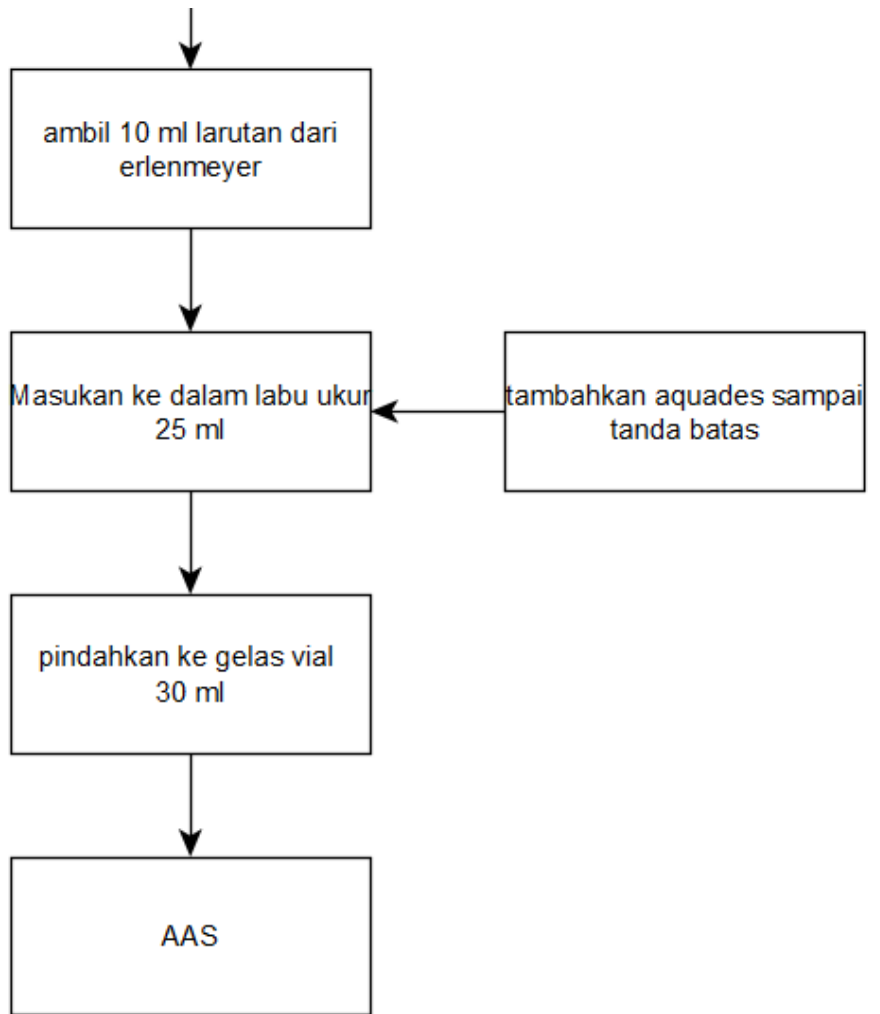 ambil 10 ml larutan dari
erlenmeyer
Masukan ke dalam labu ukur
25 ml
tambahkan aquades sampai
tanda batas
pindahkan ke gelas vial
30 ml
AAS